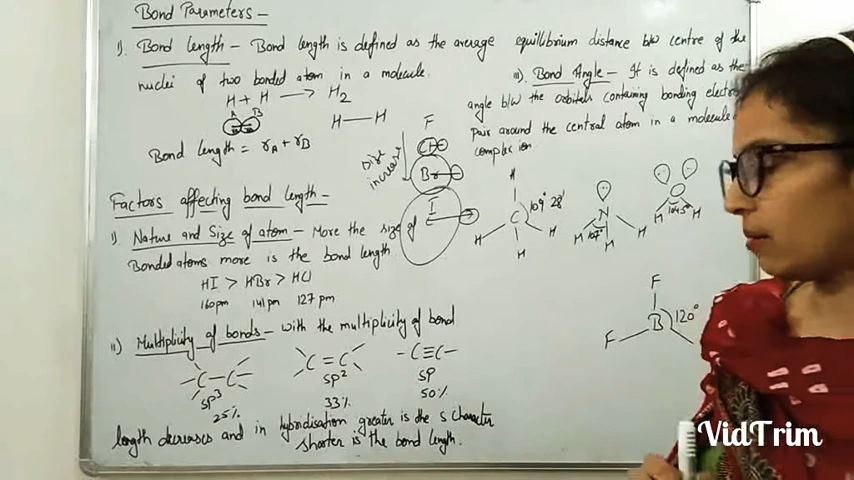 Bond Parameters -
i). Bond length - Bond length is defined as the average equilibrium distance b/w centre of the
nuclei of two bonded atom in a molecule.
H + H → H2
A B
H — H
Bond length = rA + rB
iii). Bond Angle - It is defined as the
angle b/w the orbitals containing bonding electro
pair around the central atom in a molecule
complex ion
Factors affecting bond length -
i) Nature and Size of atom - More the size of
Bonded atoms more is the bond length
HI > HBr > HCl
160pm 141pm 127 pm
Size increases
F
Cl
Br
I
H
C 109° 28'
H H
H
N
H 107° H
H
O
H 104.5° H
F
B 120°
F
ii) Multiplicity of bonds - with the multiplicity of bond
-C-C- C=C -C≡C-
sp3 sp2 sp
25% 33% 50%
length decreases and in hybridisation greater is the s character
shorter is the bond length.
VidTrim